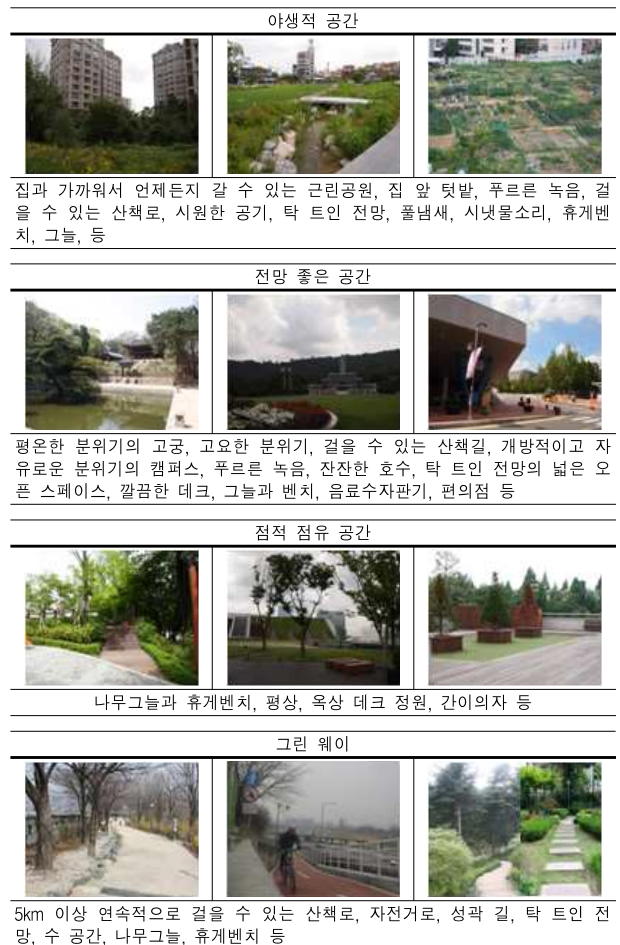 야생적 공간
집과 가까워서 언제든지 갈 수 있는 근린공원, 집 앞 텃밭, 푸르른 녹음, 걸
을 수 있는 산책로, 시원한 공기, 탁 트인 전망, 풀냄새, 시냇물소리, 휴게벤
치, 그늘, 등
전망 좋은 공간
평온한 분위기의 고궁, 고요한 분위기, 걸을 수 있는 산책길, 개방적이고 자
유로운 분위기의 캠퍼스, 푸르른 녹음, 잔잔한 호수, 탁 트인 전망의 넓은 오
픈 스페이스, 깔끔한 데크, 그늘과 벤치, 음료수자판기, 편의점 등
점적 점유 공간
나무그늘과 휴게벤치, 평상, 옥상 데크 정원, 간이의자 등
그린 웨이
5km 이상 연속적으로 걸을 수 있는 산책로, 자전거로, 성곽 길, 탁 트인 전
망, 수 공간, 나무그늘, 휴게벤치 등